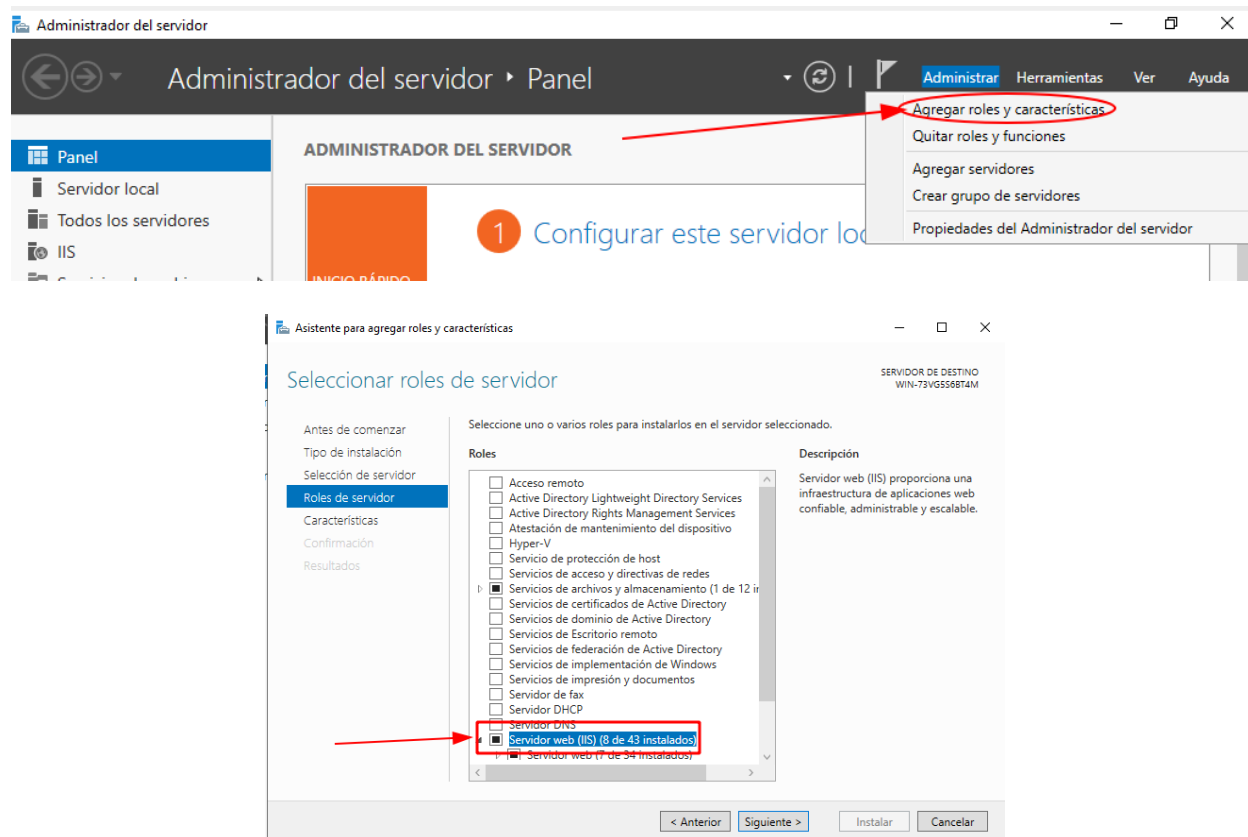 Administrador del servidor
Administrador del servidor ‣ Panel
Administrar Herramientas Ver Ayuda
Agregar roles y características
Quitar roles y funciones
Agregar servidores
Crear grupo de servidores
Propiedades del Administrador del servidor
Panel
Servidor local
Todos los servidores
IIS
ADMINISTRADOR DEL SERVIDOR
1 Configurar este servidor loc
INICIO RÁPIDO
Asistente para agregar roles y características
Seleccionar roles de servidor
SERVIDOR DE DESTINO
WIN-73VG5S6BT4M
Antes de comenzar
Tipo de instalación
Selección de servidor
Roles de servidor
Características
Confirmación
Resultados
Seleccione uno o varios roles para instalarlos en el servidor seleccionado.
Roles
Acceso remoto
Active Directory Lightweight Directory Services
Active Directory Rights Management Services
Atestación de mantenimiento del dispositivo
Hyper-V
Servicio de protección de host
Servicios de acceso y directivas de redes
Servicios de archivos y almacenamiento (1 de 12 in
Servicios de certificados de Active Directory
Servicios de dominio de Active Directory
Servicios de Escritorio remoto
Servicios de federación de Active Directory
Servicios de implementación de Windows
Servicios de impresión y documentos
Servidor de fax
Servidor DHCP
Servidor DNS
Servidor web (IIS) (8 de 43 instalados)
Servidor web (7 de 34 instalados)
Descripción
Servidor web (IIS) proporciona una
infraestructura de aplicaciones web
confiable, administrable y escalable.
< Anterior Siguiente > Instalar Cancelar